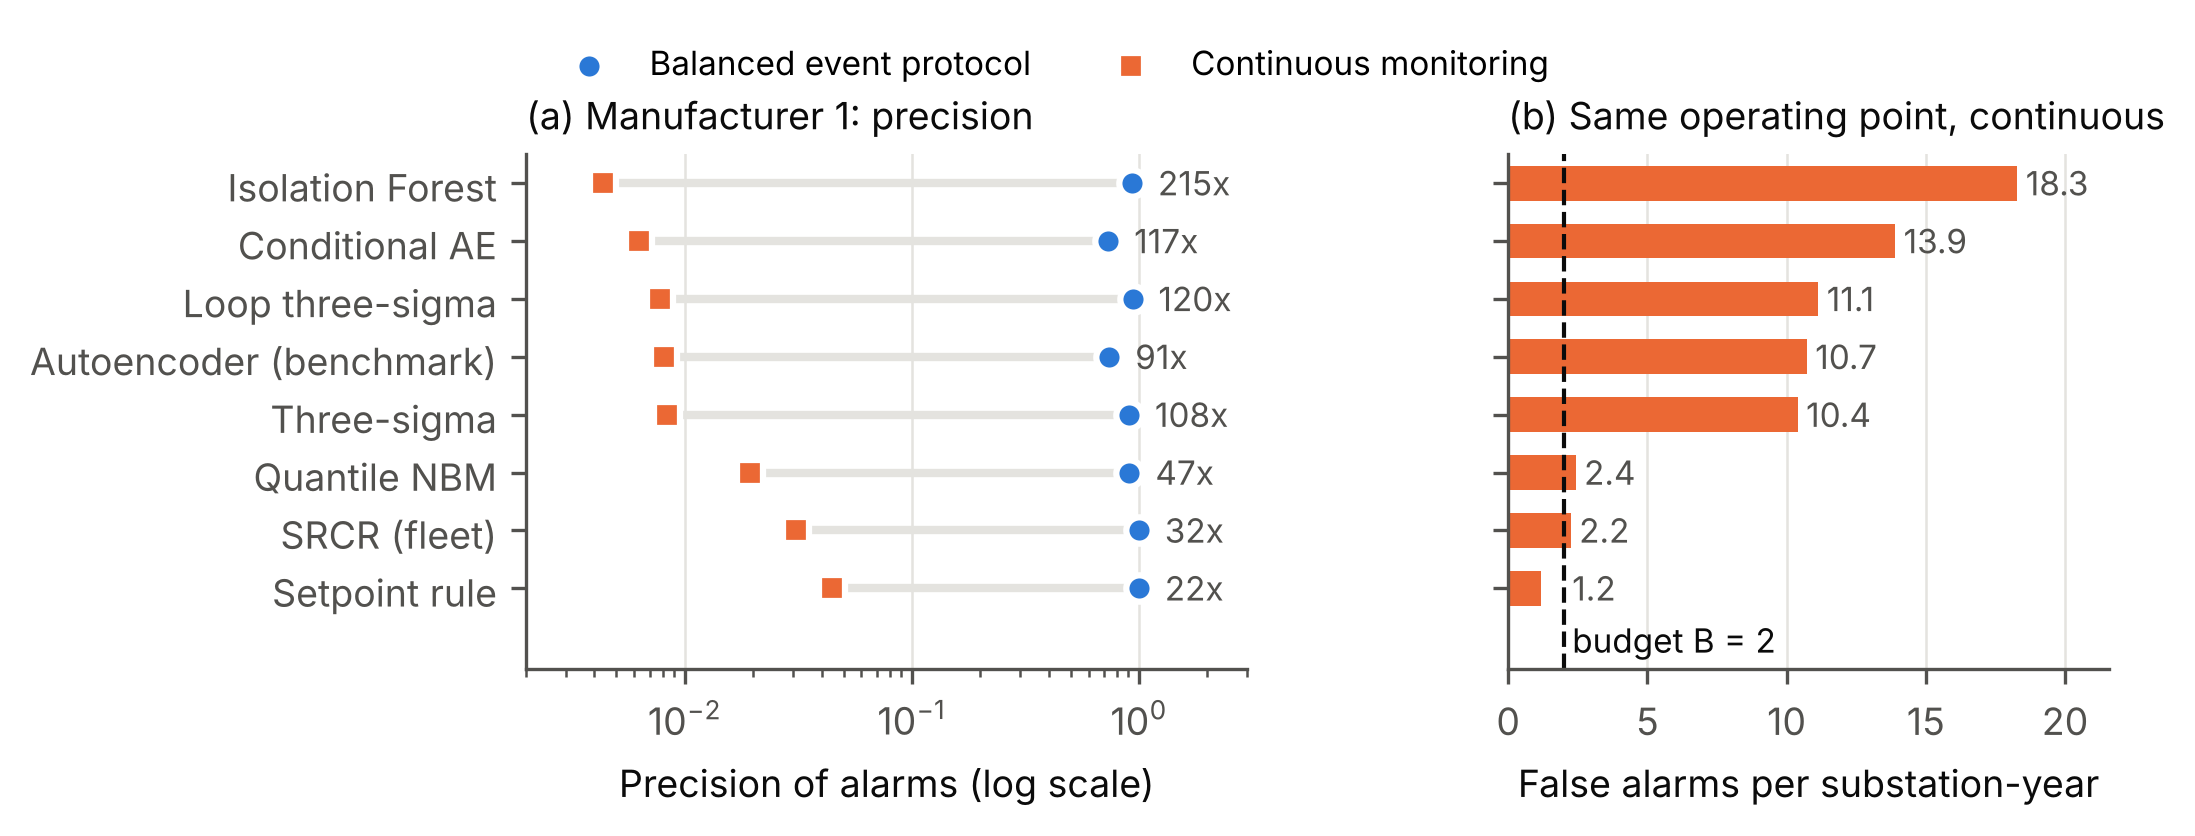 Balanced event protocol
Continuous monitoring
(a) Manufacturer 1: precision
Isolation Forest
215x
Conditional AE
117x
Loop three-sigma
120x
Autoencoder (benchmark)
91x
Three-sigma
108x
Quantile NBM
47x
SRCR (fleet)
32x
Setpoint rule
22x
10⁻² 10⁻¹ 10⁰
Precision of alarms (log scale)
(b) Same operating point, continuous
18.3
13.9
11.1
10.7
10.4
2.4
2.2
1.2
budget B = 2
0 5 10 15 20
False alarms per substation-year